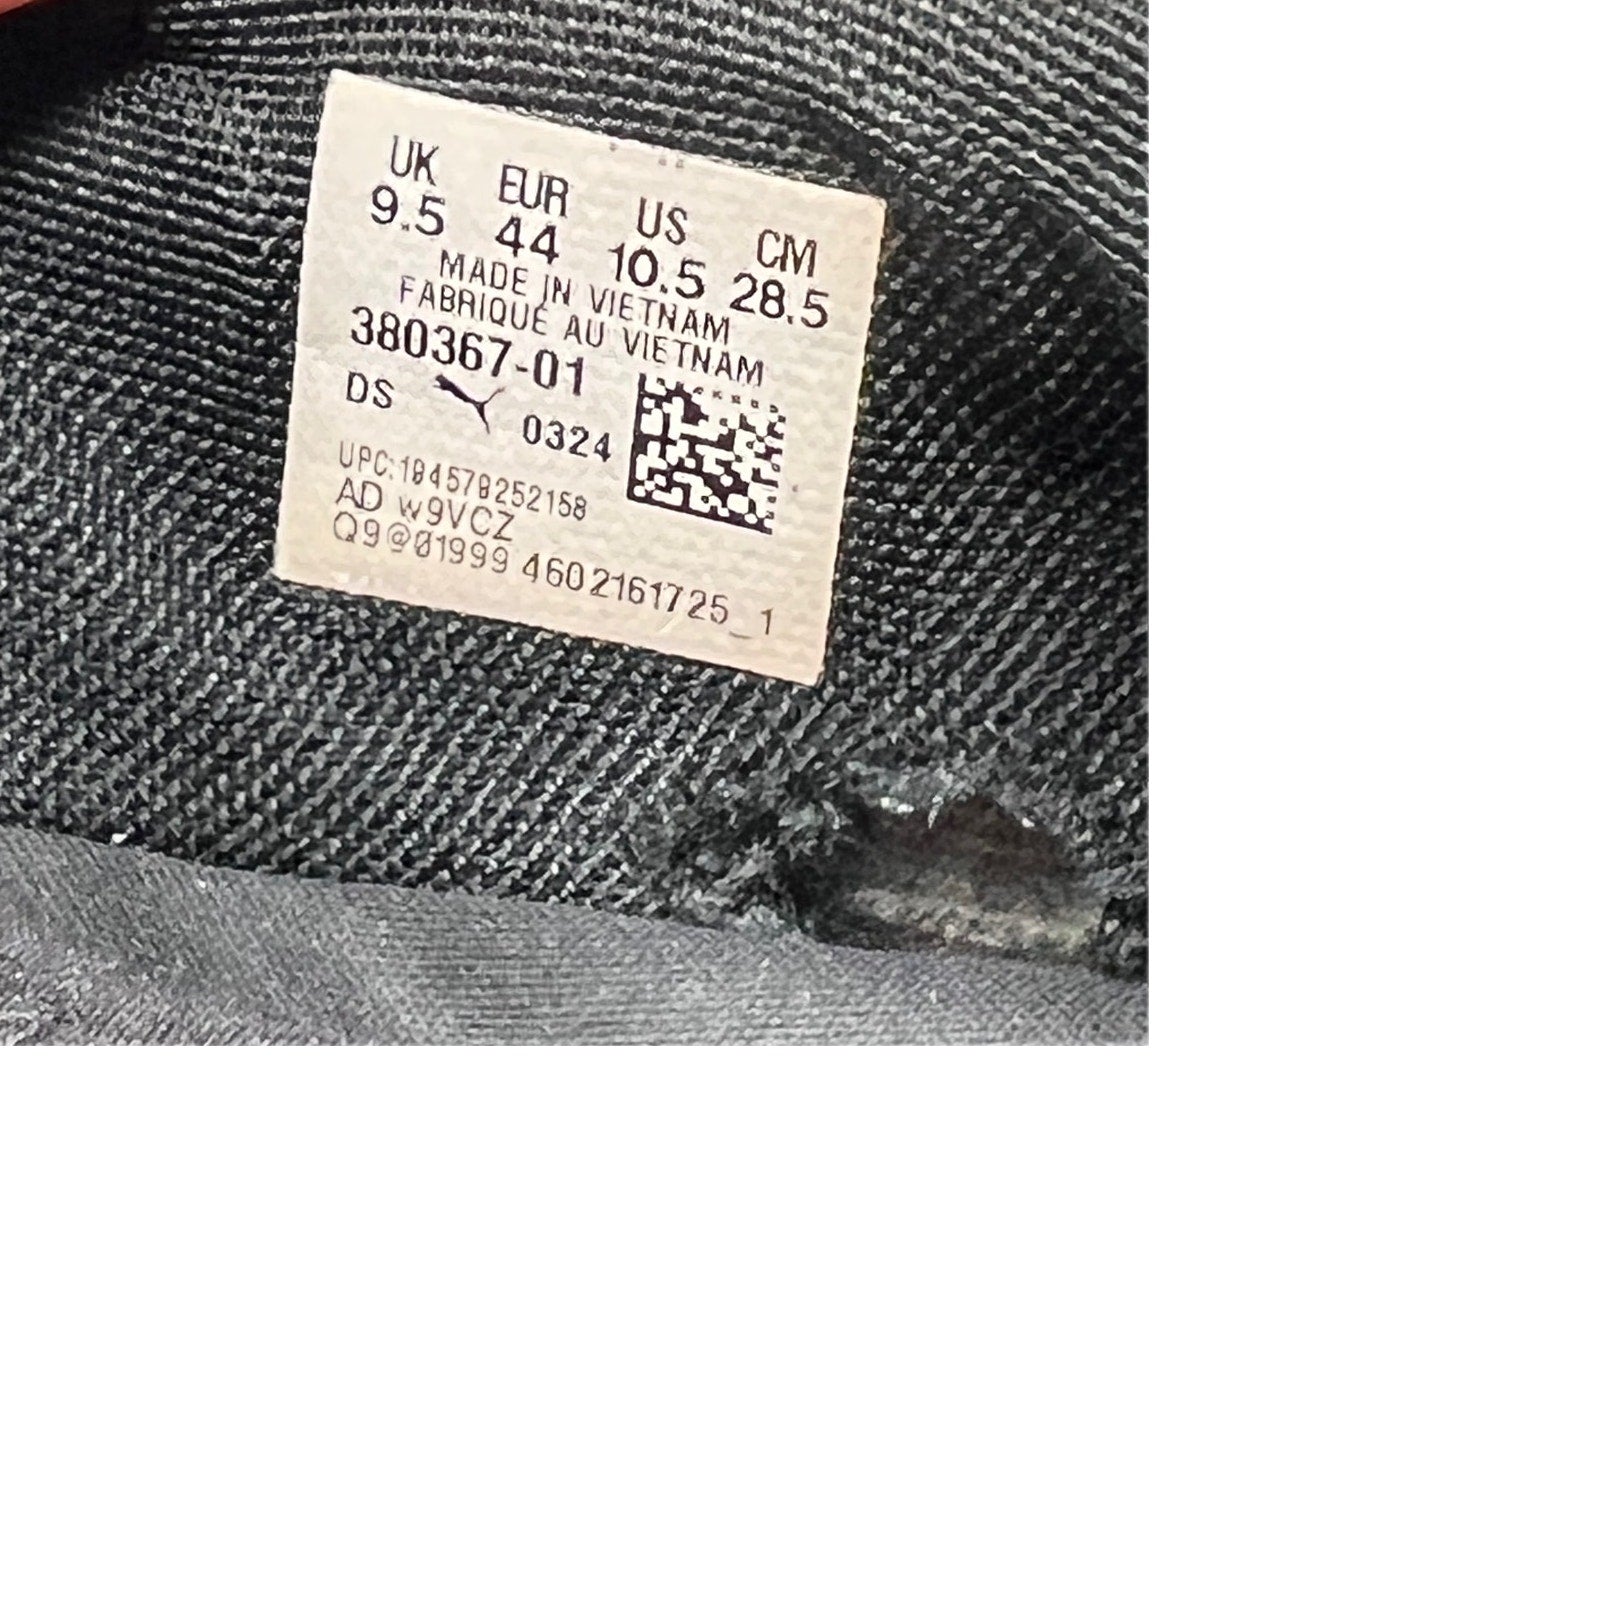 UK EUR US CM
9.5 44 10.5 28.5
MADE IN VIETNAM
FABRIQUÉ AU VIETNAM
380367-01
DS 0324
UPC:194579252158
AD w9VCZ
Q9@01999 4602161725_1